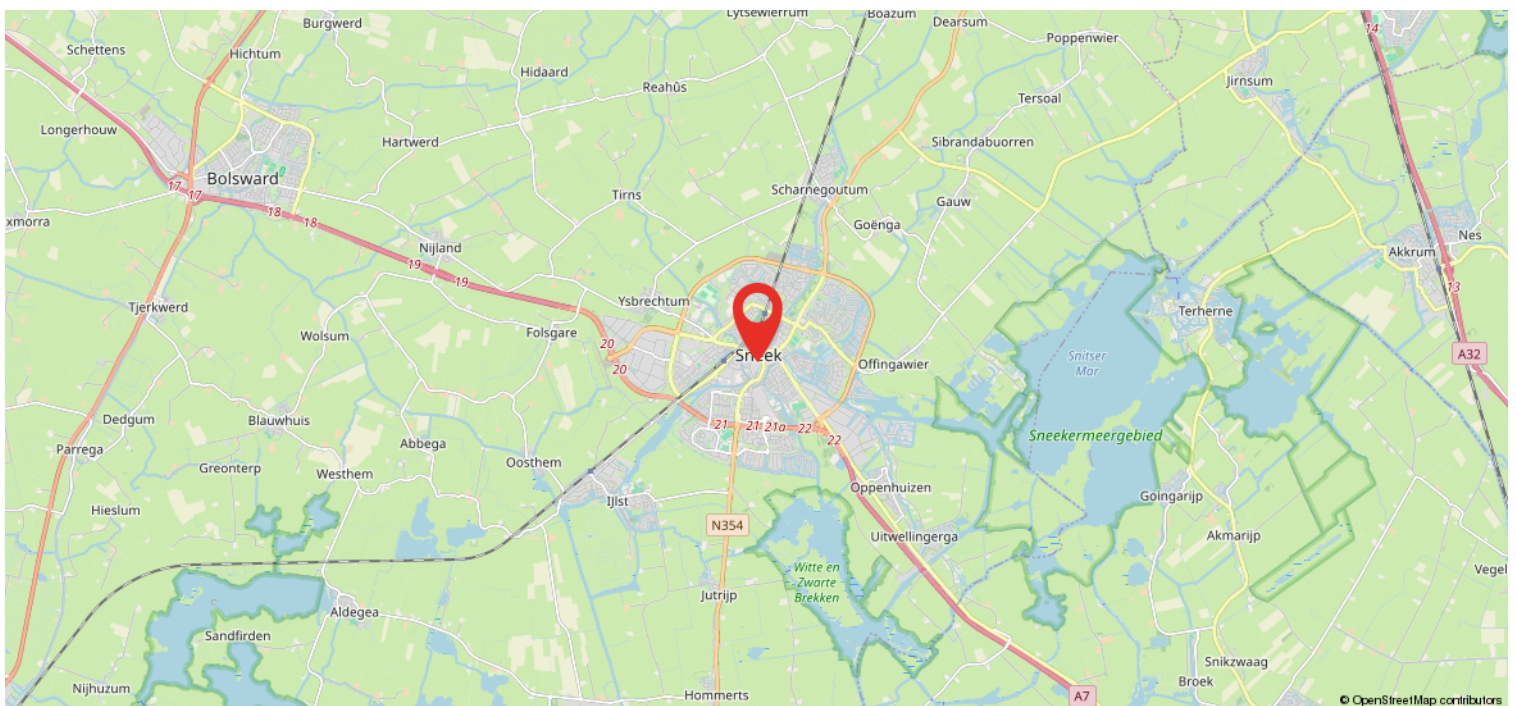 Lytsewierrum
Boazum
Burgwerd
Dearsum
14
Poppenwier
Schettens
Hichtum
Hidaard
Jirnsum
Reahûs
Tersoal
Longerhouw
Hartwerd
Sibrandabuorren
Bolsward
17
17
Scharnegoutum
Tirns
Gauw
18
18
xmorra
Goënga
Nes
Nijland
Akkrum
19
19
13
Ysbrechtum
Tjerkwerd
Terherne
Wolsum
Folsgare
20
Sneek
A32
Snitser
Mar
20
Offingawier
Dedgum
Blauwhuis
21
21
21a
22
22
Sneekermeergebied
Abbega
Parrega
Oosthem
Greonterp
Westhem
Oppenhuizen
Goingarijp
IJlst
Hieslum
N354
Uitwellingerga
Akmarijp
Witte en
Zwarte
Brekken
Vegel
Jutrijp
Aldegea
Sandfirden
Snikzwaag
Broek
Nijhuzum
Hommerts
A7
© OpenStreetMap contributors